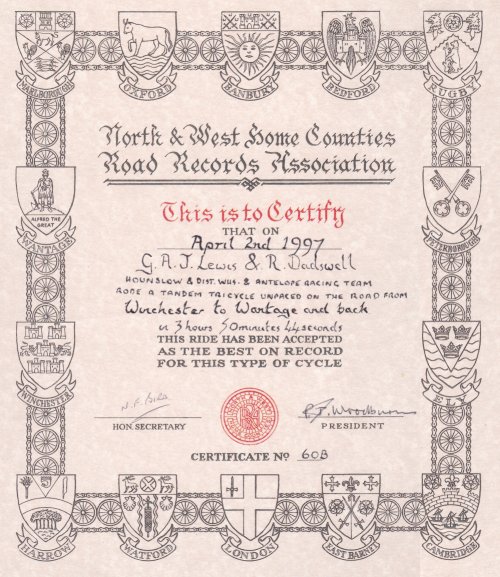 MARLBOROUGH OXFORD BANBURY BEDFORD RUGBY
North & West Home Counties
Road Records Association
This is to Certify
THAT ON
April 2nd 1997
G.A.J. Lewis & R. Dadswell
HOUNSLOW & DIST. WHS. & ANTELOPE RACING TEAM
RODE A TANDEM TRICYCLE UNPACED ON THE ROAD FROM
Winchester to Wantage and back
in 3 hours 50 minutes 44 seconds
THIS RIDE HAS BEEN ACCEPTED
AS THE BEST ON RECORD
FOR THIS TYPE OF CYCLE
N.E. Bird
HON. SECRETARY
PRESIDENT
CERTIFICATE No 60B
ALFRED THE GREAT
WANTAGE
PETERBOROUGH
WINCHESTER
ELY
HARROW WATFORD LONDON EAST BARNET CAMBRIDGE